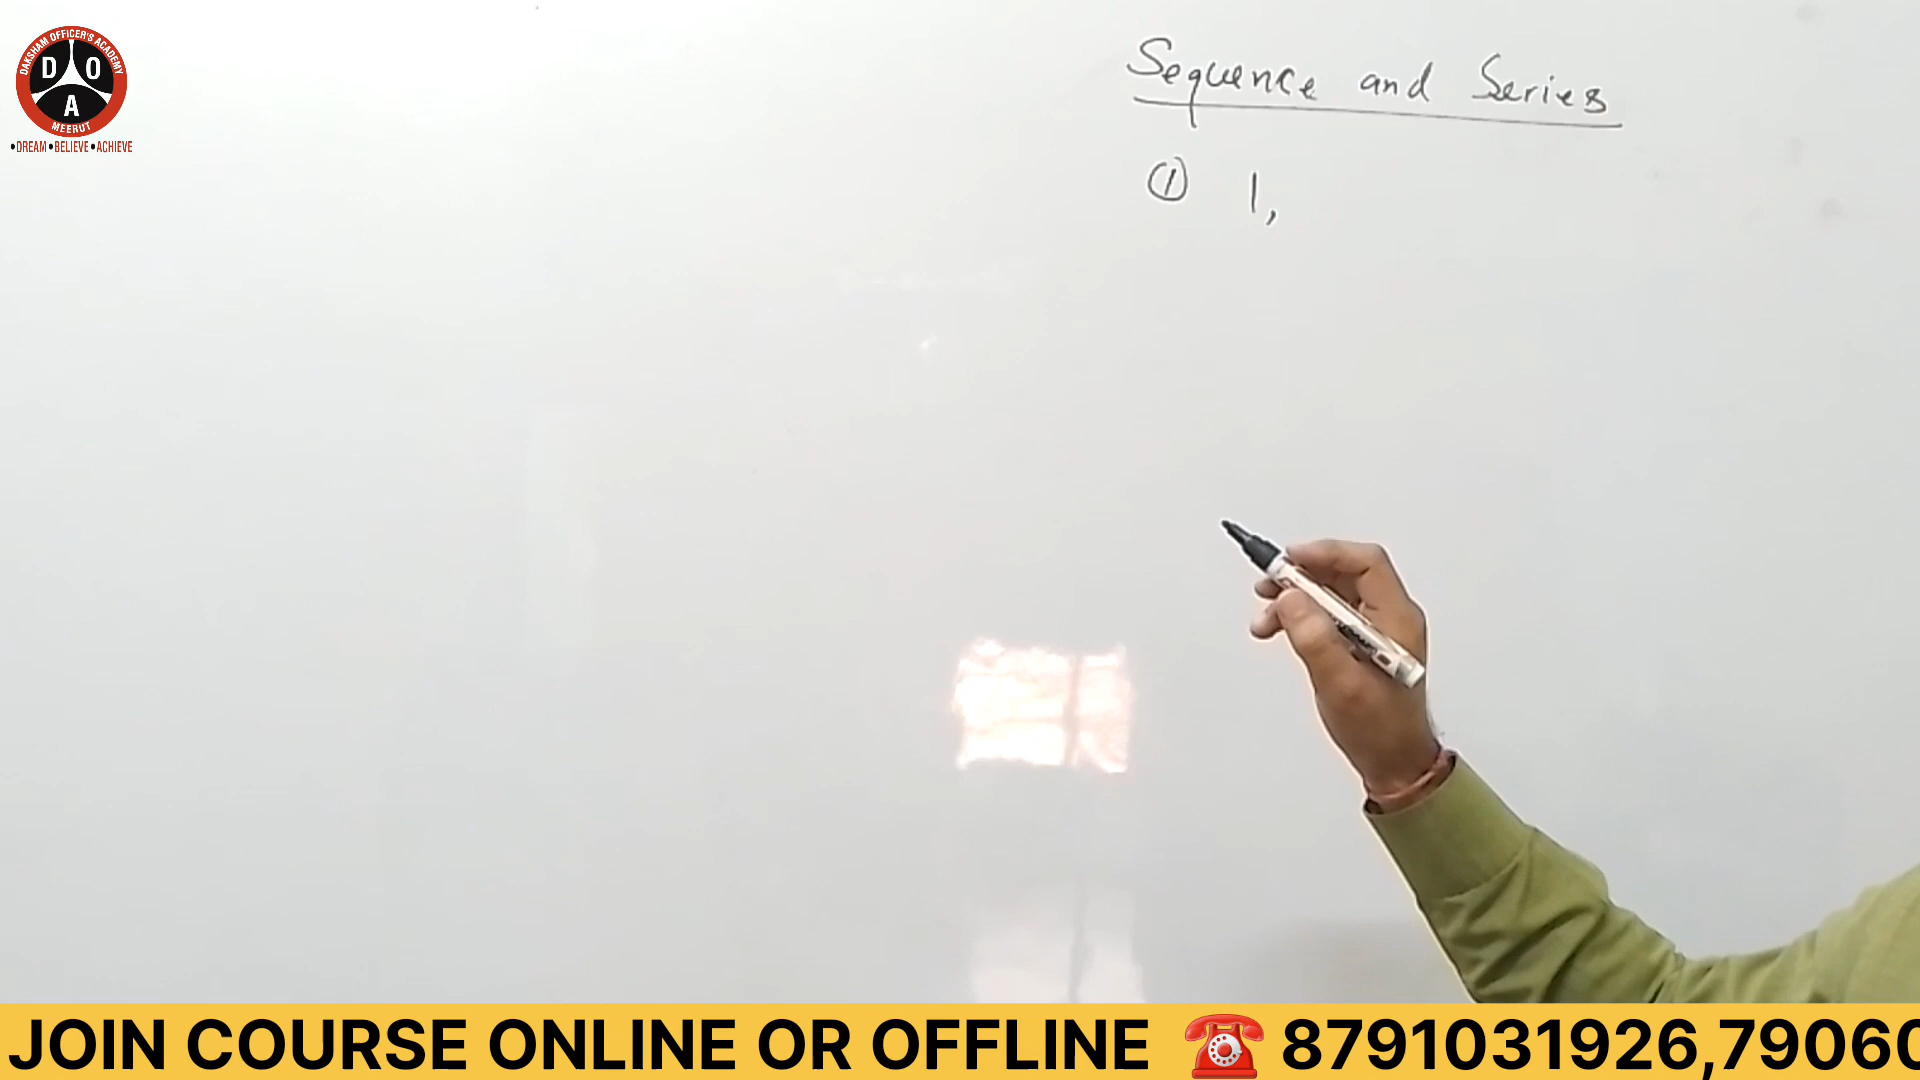 DAKSHAM OFFICER'S ACADEMY
D O
A
MEERUT
•DREAM•BELIEVE•ACHIEVE
Sequence and Series
① 1,
JOIN COURSE ONLINE OR OFFLINE ☎️ 8791031926,79060